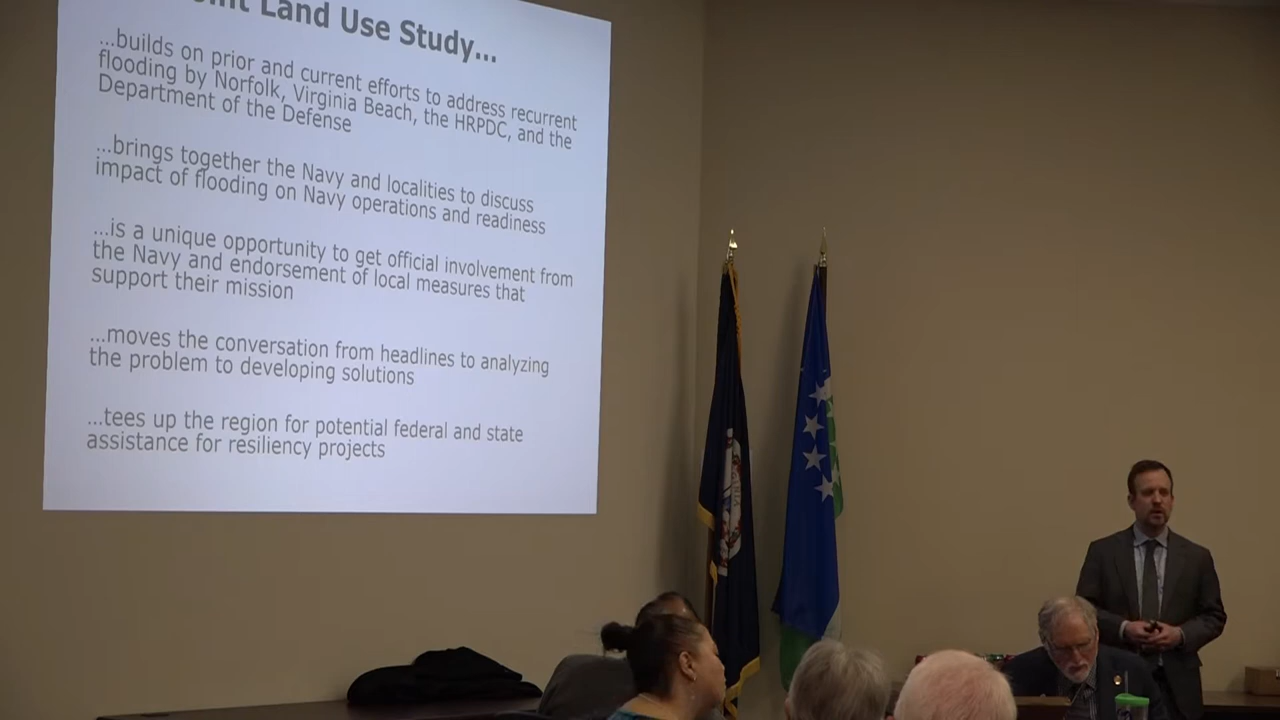 Land Use Study...
...builds on prior and current efforts to address recurrent
flooding by Norfolk, Virginia Beach, the HRPDC, and the
Department of the Defense
...brings together the Navy and localities to discuss
impact of flooding on Navy operations and readiness
...is a unique opportunity to get official involvement from
the Navy and endorsement of local measures that
support their mission
...moves the conversation from headlines to analyzing
the problem to developing solutions
...tees up the region for potential federal and state
assistance for resiliency projects